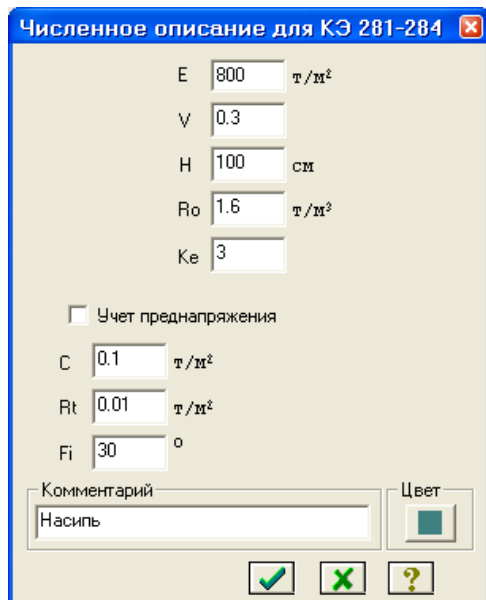 Численное описание для КЭ 281-284
E 800 т/м²
V 0.3
H 100 см
Ro 1.6 т/м³
Ke 3
Учет преднапряжения
C 0.1 т/м²
Rt 0.01 т/м²
Fi 30 °
Комментарий Цвет
Насипь
?